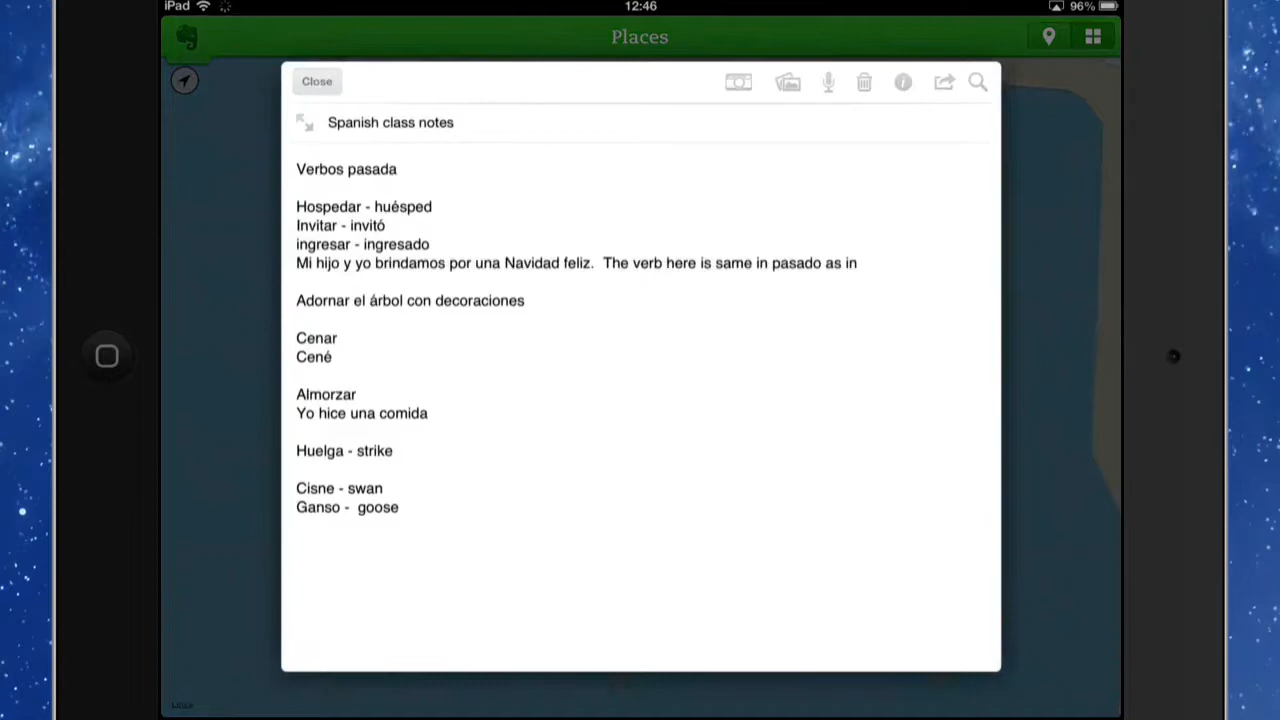 iPad 12:46 96%
Places
Close
Spanish class notes
Verbos pasada
Hospedar - huésped
Invitar - invitó
ingresar - ingresado
Mi hijo y yo brindamos por una Navidad feliz.  The verb here is same in pasado as in
Adornar el árbol con decoraciones
Cenar
Cené
Almorzar
Yo hice una comida
Huelga - strike
Cisne - swan
Ganso -  goose